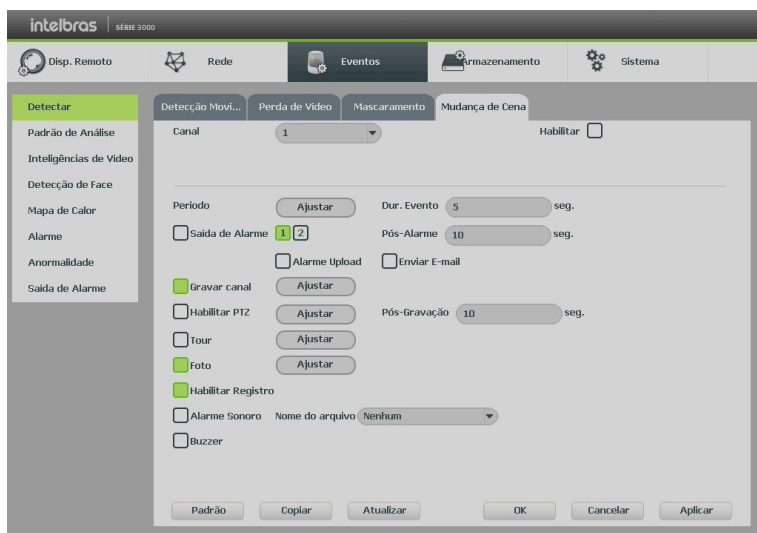 intelbras SÉRIE 3000
Disp. Remoto Rede Eventos Armazenamento Sistema
Detectar
Padrão de Análise
Inteligências de Vídeo
Detecção de Face
Mapa de Calor
Alarme
Anormalidade
Saída de Alarme
Detecção Movi... Perda de Vídeo Mascaramento Mudança de Cena
Canal 1 Habilitar
Período Ajustar Dur. Evento 5 seg.
Saída de Alarme 1 2 Pós-Alarme 10 seg.
Alarme Upload Enviar E-mail
Gravar canal Ajustar
Habilitar PTZ Ajustar Pós-Gravação 10 seg.
Tour Ajustar
Foto Ajustar
Habilitar Registro
Alarme Sonoro Nome do arquivo Nenhum
Buzzer
Padrão Copiar Atualizar OK Cancelar Aplicar